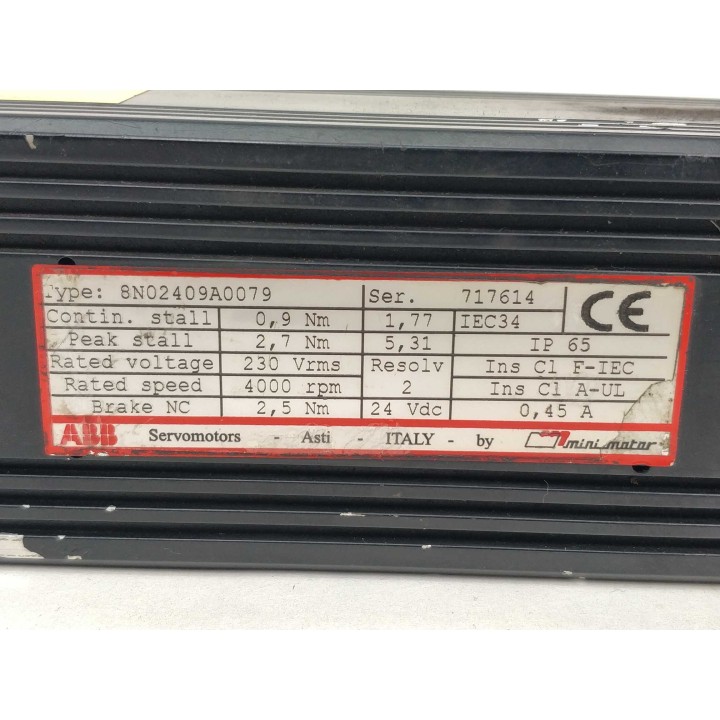 Type: 8N02409A0079 Ser. 717614 CE
Contin. stall 0,9 Nm 1,77 IEC34
Peak stall 2,7 Nm 5,31 IP 65
Rated voltage 230 Vrms Resolv Ins Cl F-IEC
Rated speed 4000 rpm 2 Ins Cl A-UL
Brake NC 2,5 Nm 24 Vdc 0,45 A
ABB Servomotors - Asti - ITALY - by mini motor